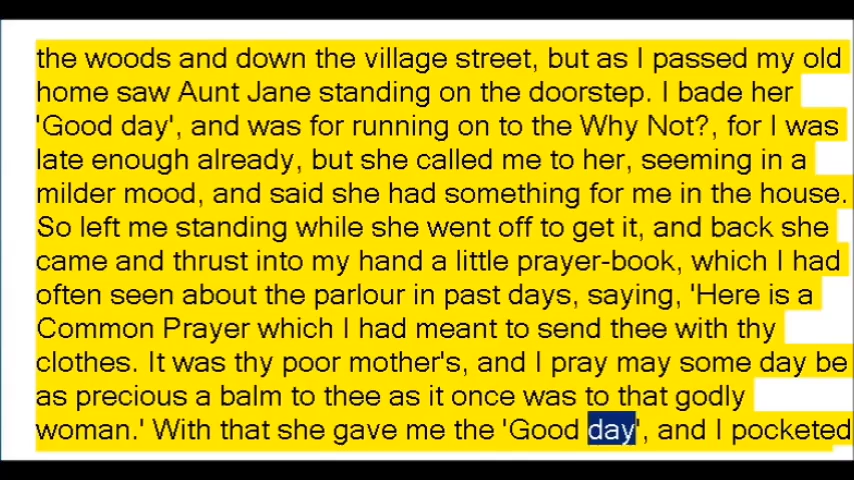 the woods and down the village street, but as I passed my old
home saw Aunt Jane standing on the doorstep. I bade her
'Good day', and was for running on to the Why Not?, for I was
late enough already, but she called me to her, seeming in a
milder mood, and said she had something for me in the house.
So left me standing while she went off to get it, and back she
came and thrust into my hand a little prayer-book, which I had
often seen about the parlour in past days, saying, 'Here is a
Common Prayer which I had meant to send thee with thy
clothes. It was thy poor mother's, and I pray may some day be
as precious a balm to thee as it once was to that godly
woman.' With that she gave me the 'Good day', and I pocketed